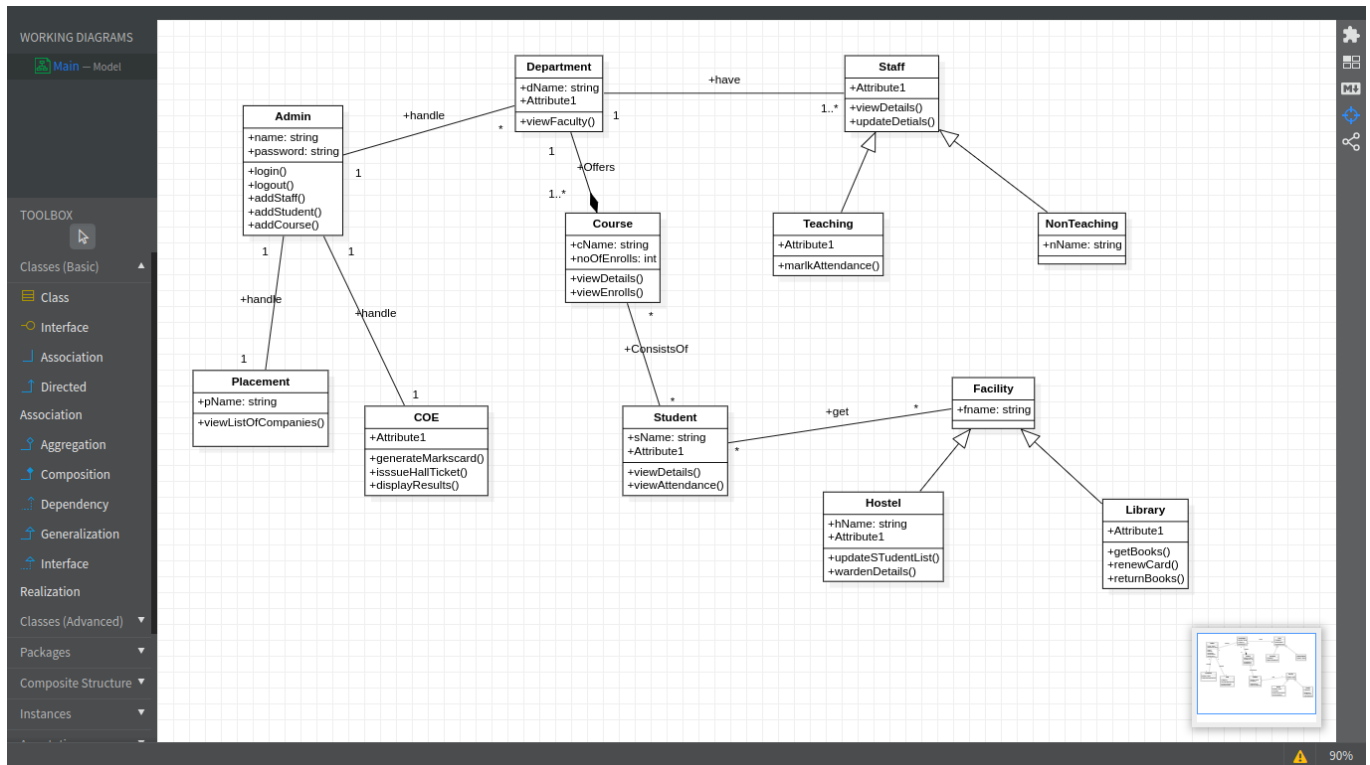 WORKING DIAGRAMS
Main — Model
TOOLBOX
Classes (Basic)
Class
Interface
Association
Directed
Association
Aggregation
Composition
Dependency
Generalization
Interface
Realization
Classes (Advanced)
Packages
Composite Structure
Instances
Admin
+name: string
+password: string
+login()
+logout()
+addStaff()
+addStudent()
+addCourse()
+handle
1
*
Department
+dName: string
+Attribute1
+viewFaculty()
+have
1
1..*
Staff
+Attribute1
+viewDetails()
+updateDetials()
1
+Offers
1..*
Course
+cName: string
+noOfEnrolls: int
+viewDetails()
+viewEnrolls()
Teaching
+Attribute1
+marlkAttendance()
NonTeaching
+nName: string
1
+handle
1
1
+handle
1
Placement
+pName: string
+viewListOfCompanies()
COE
+Attribute1
+generateMarkscard()
+isssueHallTicket()
+displayResults()
*
+ConsistsOf
*
Student
+sName: string
+Attribute1
+viewDetails()
+viewAttendance()
*
+get
*
Facility
+fname: string
Hostel
+hName: string
+Attribute1
+updateSTudentList()
+wardenDetails()
Library
+Attribute1
+getBooks()
+renewCard()
+returnBooks()
M
90%